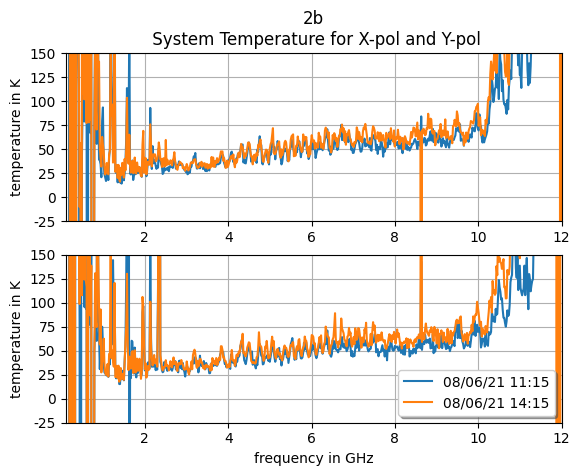 2b
System Temperature for X-pol and Y-pol
150
125
100
75
50
25
0
-25
temperature in K
2 4 6 8 10 12
150
125
100
75
50
25
0
-25
temperature in K
08/06/21 11:15
08/06/21 14:15
2 4 6 8 10 12
frequency in GHz